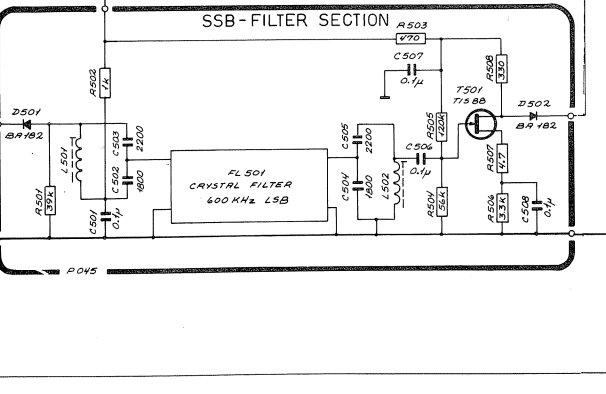 SSB-FILTER SECTION
R503
470
C507
0.1µ
R502
1K
R508
330
T501
TIS88
D501
BA182
D502
BA182
L501
C503
2200
C502
1800
R501
39K
C501
0.1µ
FL501
CRYSTAL FILTER
600 KHz LSB
C505
2200
C504
1800
L502
C506
0.1µ
R505
120K
R504
56K
R507
4.7
R506
3.3K
C508
0.1µ
P045